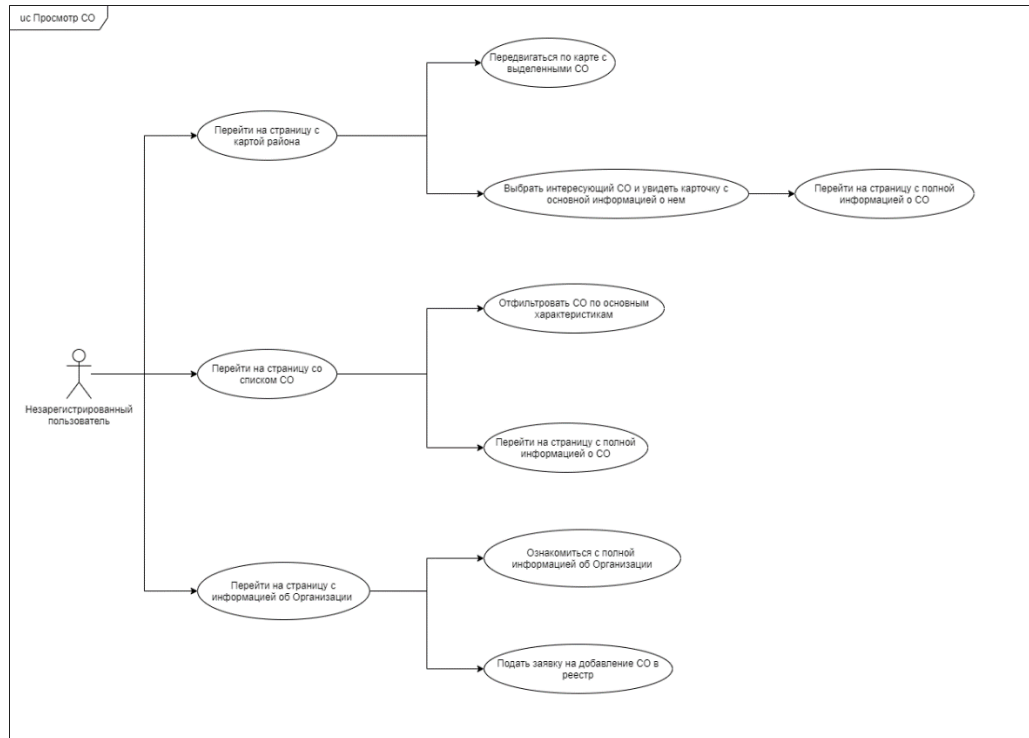 uc Просмотр СО
Передвигаться по карте с
выделенными СО
Перейти на страницу с
картой района
Выбрать интересующий СО и увидеть карточку с
основной информацией о нем
Перейти на страницу с полной
информацией о СО
Отфильтровать СО по основным
характеристикам
Перейти на страницу со
списком СО
Незарегистрированный
пользователь
Перейти на страницу с полной
информацией о СО
Ознакомиться с полной
информацией об Организации
Перейти на страницу с
информацией об Организации
Подать заявку на добавление СО в
реестр